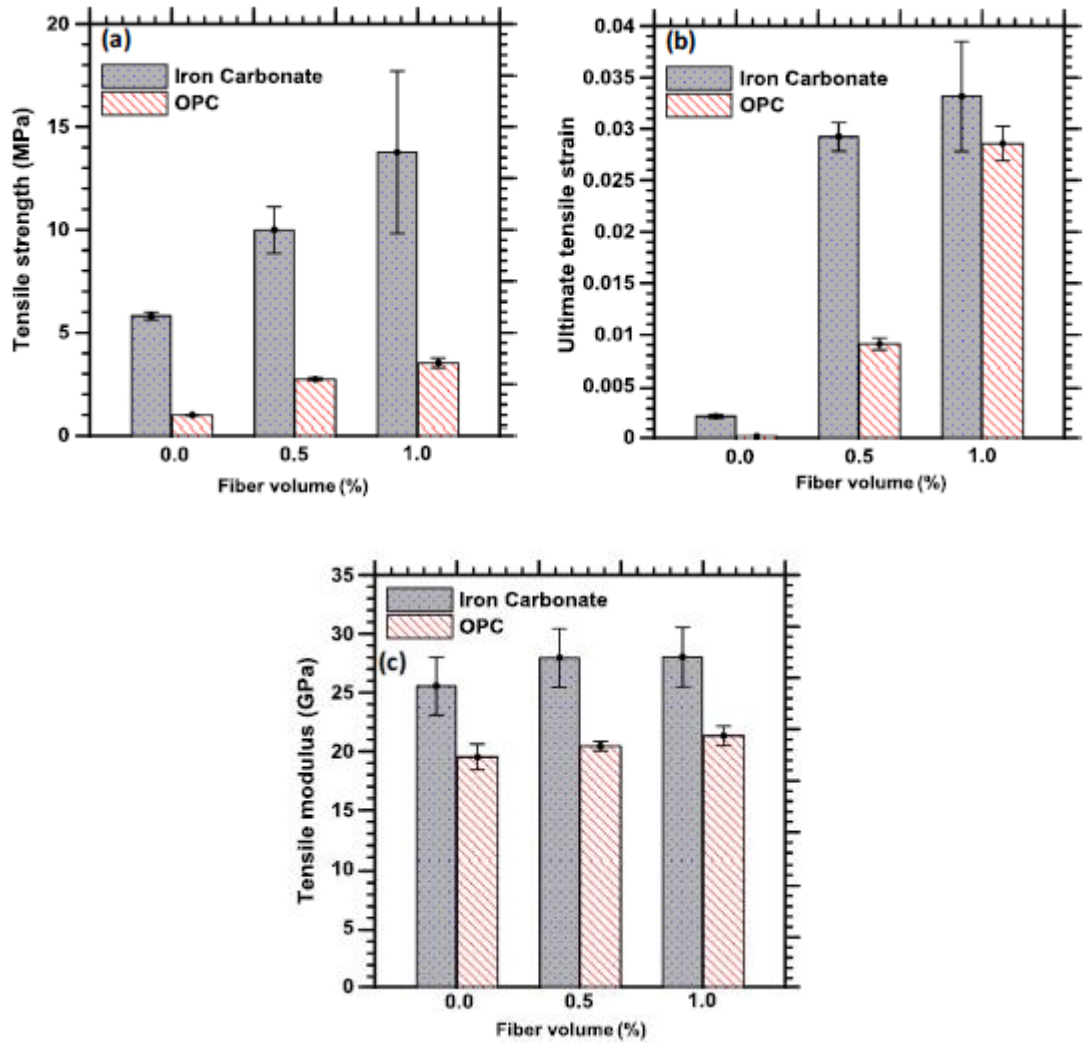 (a)
Iron Carbonate
OPC
Tensile strength (MPa)
20
15
10
5
0
0.0 0.5 1.0
Fiber volume (%)
(b)
Iron Carbonate
OPC
Ultimate tensile strain
0.04
0.035
0.03
0.025
0.02
0.015
0.01
0.005
0
0.0 0.5 1.0
Fiber volume (%)
(c)
Iron Carbonate
OPC
Tensile modulus (GPa)
35
30
25
20
15
10
5
0
0.0 0.5 1.0
Fiber volume (%)